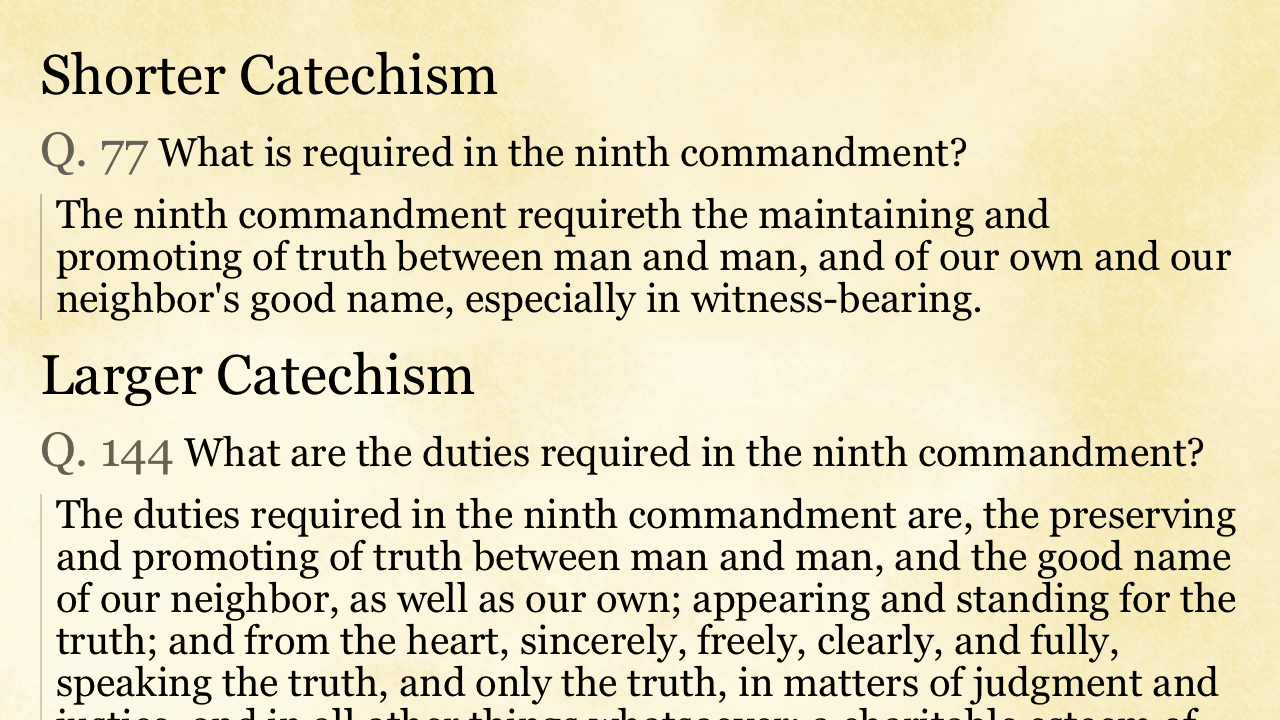 Shorter Catechism
Q. 77 What is required in the ninth commandment?
The ninth commandment requireth the maintaining and
promoting of truth between man and man, and of our own and our
neighbor's good name, especially in witness-bearing.
Larger Catechism
Q. 144 What are the duties required in the ninth commandment?
The duties required in the ninth commandment are, the preserving
and promoting of truth between man and man, and the good name
of our neighbor, as well as our own; appearing and standing for the
truth; and from the heart, sincerely, freely, clearly, and fully,
speaking the truth, and only the truth, in matters of judgment and